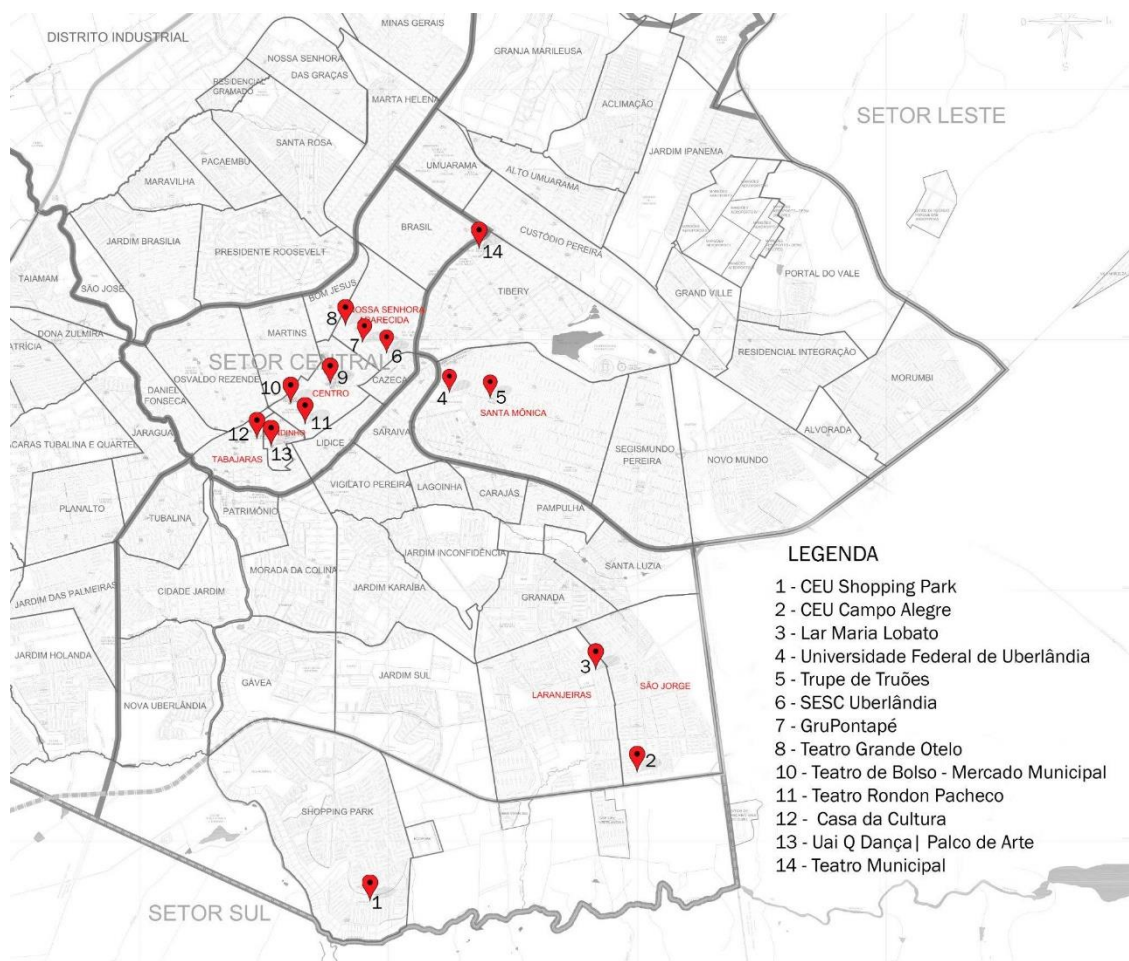 MINAS GERAIS
DISTRITO INDUSTRIAL
NOSSA SENHORA
DAS GRAÇAS
GRANJA MARILEUSA
RESIDENCIAL
GRAMADO
MARTA HELENA
ACLIMAÇÃO
SETOR LESTE
SANTA ROSA
PACAEMBU
JARDIM IPANEMA
UMUARAMA
ALTO UMUARAMA
MARAVILHA
BRASIL
CUSTÓDIO PEREIRA
14
JARDIM BRASILIA
PRESIDENTE ROOSEVELT
TAIAMAM
SÃO JOSÉ
TIBERY
PORTAL DO VALE
GRAND VILLE
BOM JESUS
NOSSA SENHORA
APARECIDA
8
7
6
DONA ZULMIRA
MARTINS
SETOR CENTRAL
RESIDENCIAL INTEGRAÇÃO
MORUMBI
OSVALDO REZENDE
9
CAZECA
4
5
SANTA MÔNICA
DANIEL
FONSECA
10
CENTRO
11
ALVORADA
JARAGUÁ
12
13
LIDICE
SARAIVA
TABAJARAS
SEGISMUNDO
PEREIRA
NOVO MUNDO
PLANALTO
TUBALINA
PATRIMÔNIO
VIGILATO PEREIRA
LAGOINHA
CARAJÁS
PAMPULHA
JARDIM INCONFIDÊNCIA
SANTA LUZIA
MORADA DA COLINA
JARDIM KARAÍBA
GRANADA
CIDADE JARDIM
JARDIM DAS PALMEIRAS
JARDIM HOLANDA
GÁVEA
JARDIM SUL
3
LARANJEIRAS
SÃO JORGE
NOVA UBERLÂNDIA
2
SHOPPING PARK
1
SETOR SUL
LEGENDA
1 - CEU Shopping Park
2 - CEU Campo Alegre
3 - Lar Maria Lobato
4 - Universidade Federal de Uberlândia
5 - Trupe de Truões
6 - SESC Uberlândia
7 - GruPontapé
8 - Teatro Grande Otelo
10 - Teatro de Bolso - Mercado Municipal
11 - Teatro Rondon Pacheco
12 - Casa da Cultura
13 - Uai Q Dança| Palco de Arte
14 - Teatro Municipal